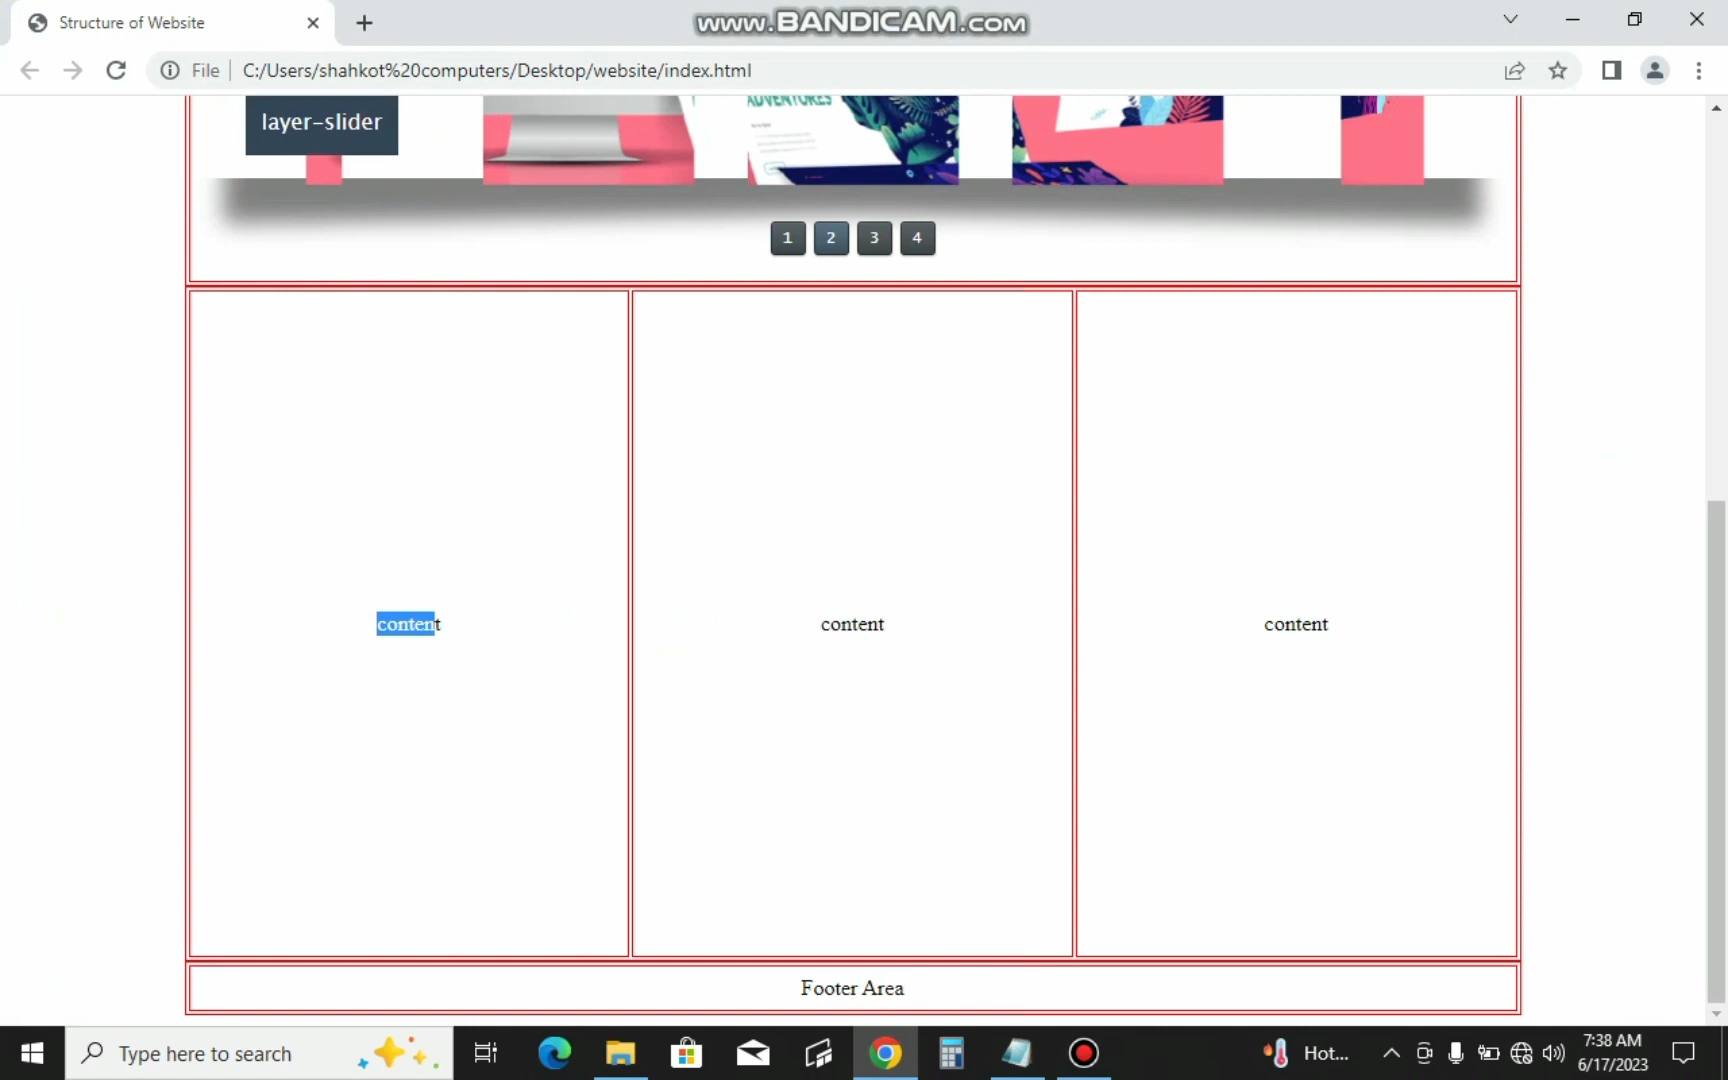 Structure of Website
www.BANDICAM.com
File
C:/Users/shahkot%20computers/Desktop/website/index.html
ADVENTURES
layer-slider
1 2 3 4
content content content
Footer Area
Type here to search
Hot...
7:38 AM
6/17/2023